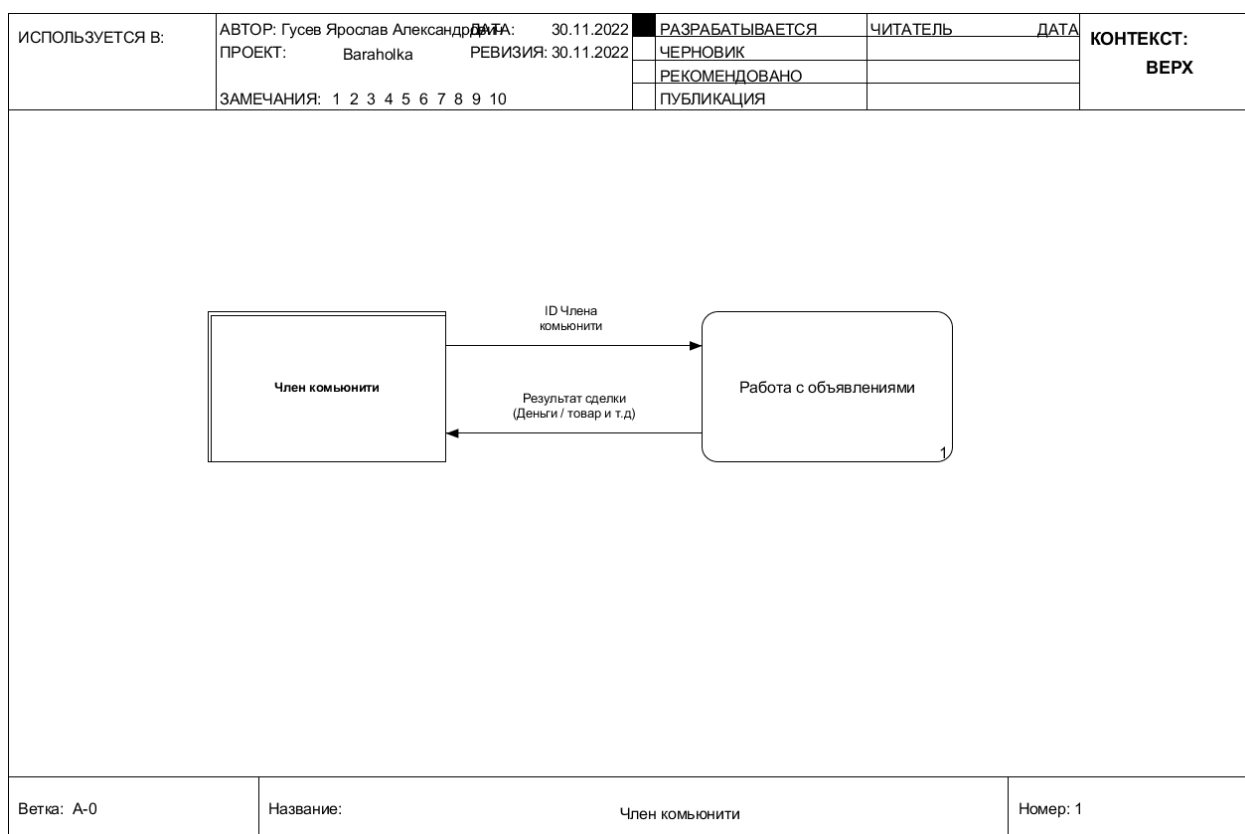 ИСПОЛЬЗУЕТСЯ В:
АВТОР: Гусев Ярослав Александрович
ДАТА: 30.11.2022
ПРОЕКТ: Baraholka
РЕВИЗИЯ: 30.11.2022
ЗАМЕЧАНИЯ: 1 2 3 4 5 6 7 8 9 10
РАЗРАБАТЫВАЕТСЯ
ЧЕРНОВИК
РЕКОМЕНДОВАНО
ПУБЛИКАЦИЯ
ЧИТАТЕЛЬ ДАТА
КОНТЕКСТ:
ВЕРХ
ID Члена
комьюнити
Член комьюнити
Результат сделки
(Деньги / товар и т.д)
Работа с объявлениями
1
Ветка: А-0
Название: Член комьюнити
Номер: 1